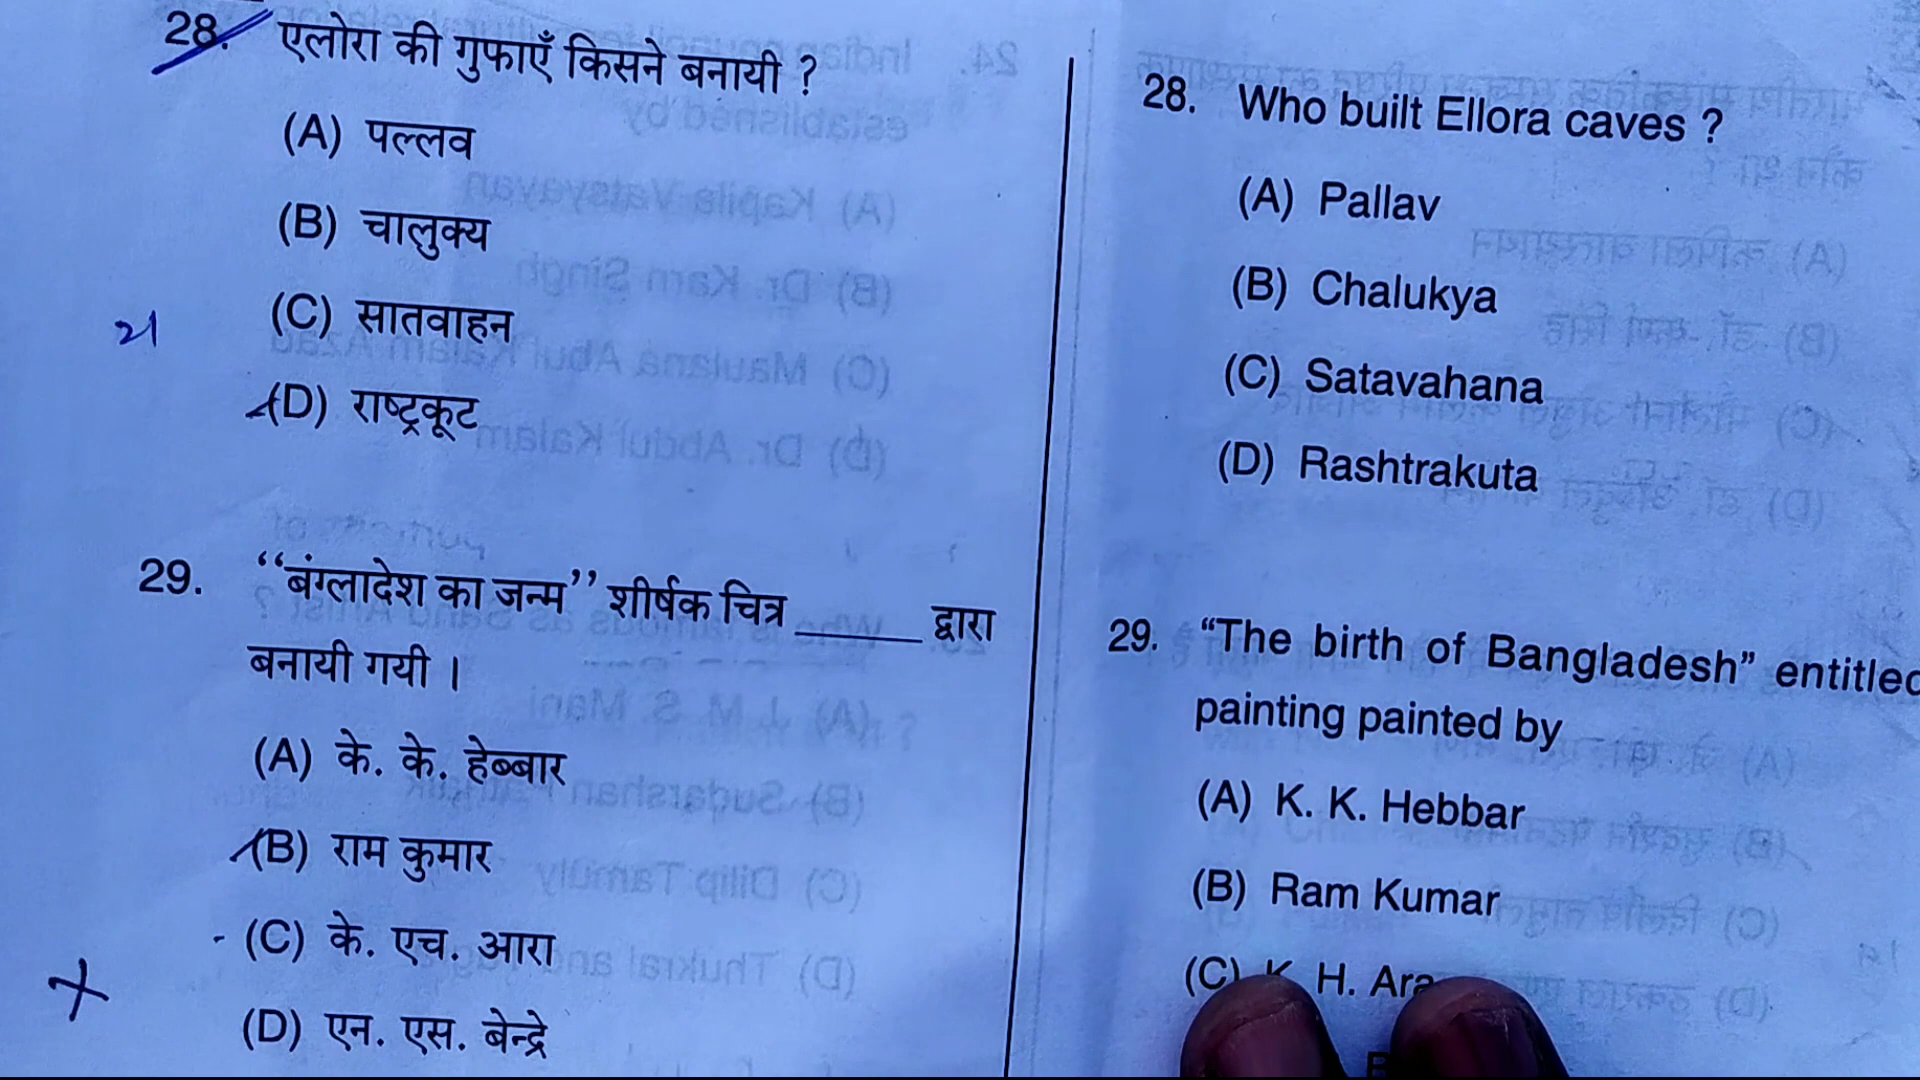 28. एलोरा की गुफाएँ किसने बनायी ?
(A) पल्लव
(B) चालुक्य
(C) सातवाहन
(D) राष्ट्रकूट
29. “बंग्लादेश का जन्म” शीर्षक चित्र ______ द्वारा
बनायी गयी ।
(A) के. के. हेब्बार
(B) राम कुमार
(C) के. एच. आरा
(D) एन. एस. बेन्द्रे
28. Who built Ellora caves ?
(A) Pallav
(B) Chalukya
(C) Satavahana
(D) Rashtrakuta
29. “The birth of Bangladesh” entitled
painting painted by
(A) K. K. Hebbar
(B) Ram Kumar
(C) K. H. Ara